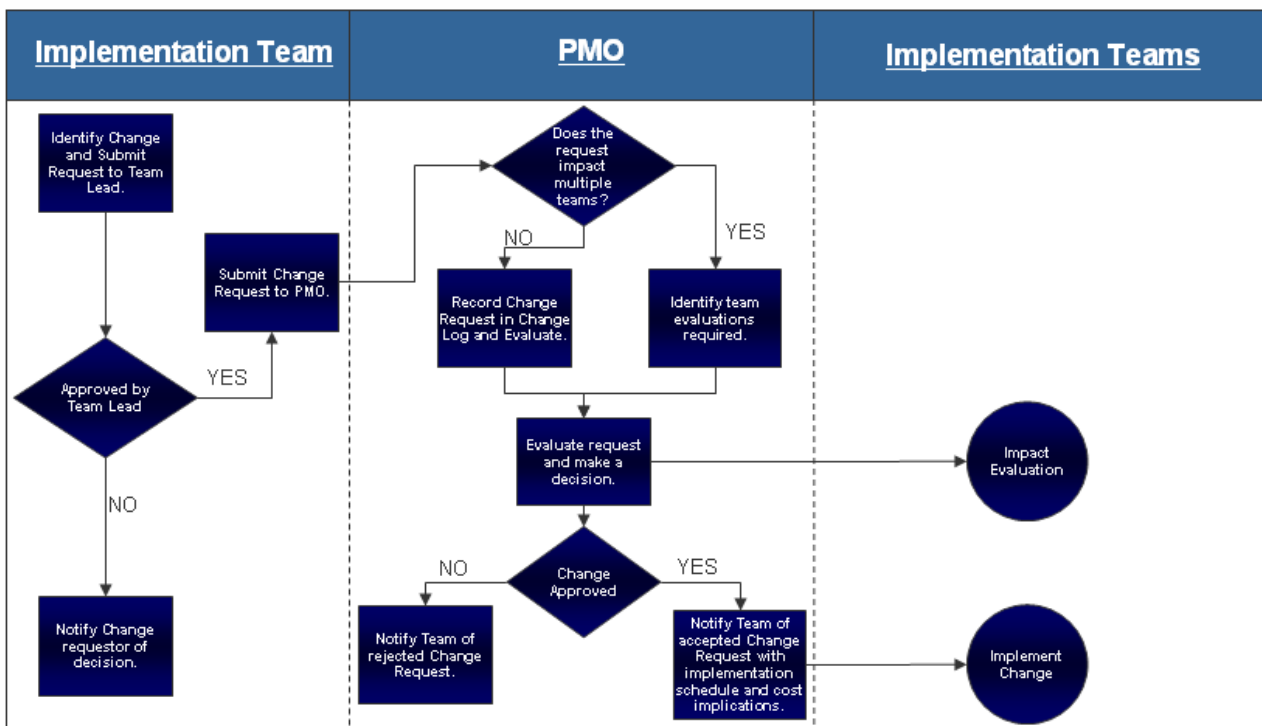 Implementation Team
PMO
Implementation Teams
Identify Change
and Submit
Request to Team
Lead.
Submit Change
Request to PMO.
Approved by
Team Lead
YES
NO
Notify Change
requestor of
decision.
Does the
request
impact
multiple
teams?
NO
YES
Record Change
Request in Change
Log and Evaluate.
Identify team
evaluations
required.
Evaluate request
and make a
decision.
Change
Approved
NO
YES
Notify Team of
rejected Change
Request.
Notify Team of
accepted Change
Request with
implementation
schedule and cost
implications.
Impact
Evaluation
Implement
Change